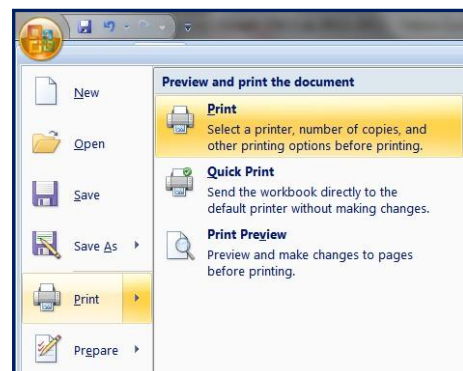 Preview and print the document
New
Open
Save
Save As
Print
Prepare
Print
Select a printer, number of copies, and
other printing options before printing.
Quick Print
Send the workbook directly to the
default printer without making changes.
Print Preview
Preview and make changes to pages
before printing.